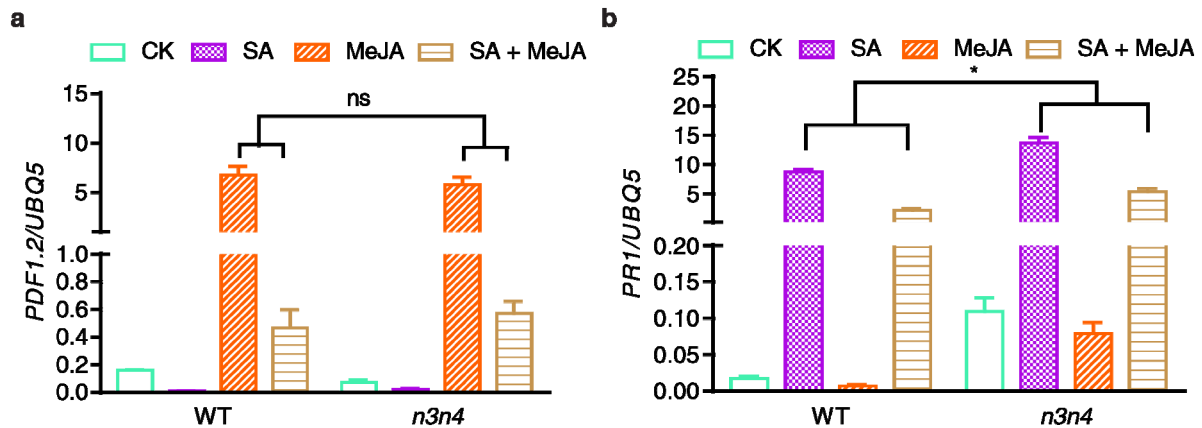 a
CK SA MeJA SA + MeJA
PDF1.2/UBQ5
15
10
5
1.0
0.8
0.6
0.4
0.2
0.0
ns
WT n3n4
b
CK SA MeJA SA + MeJA
PR1/UBQ5
25
20
15
10
5
0.20
0.15
0.10
0.05
0.00
*
WT n3n4